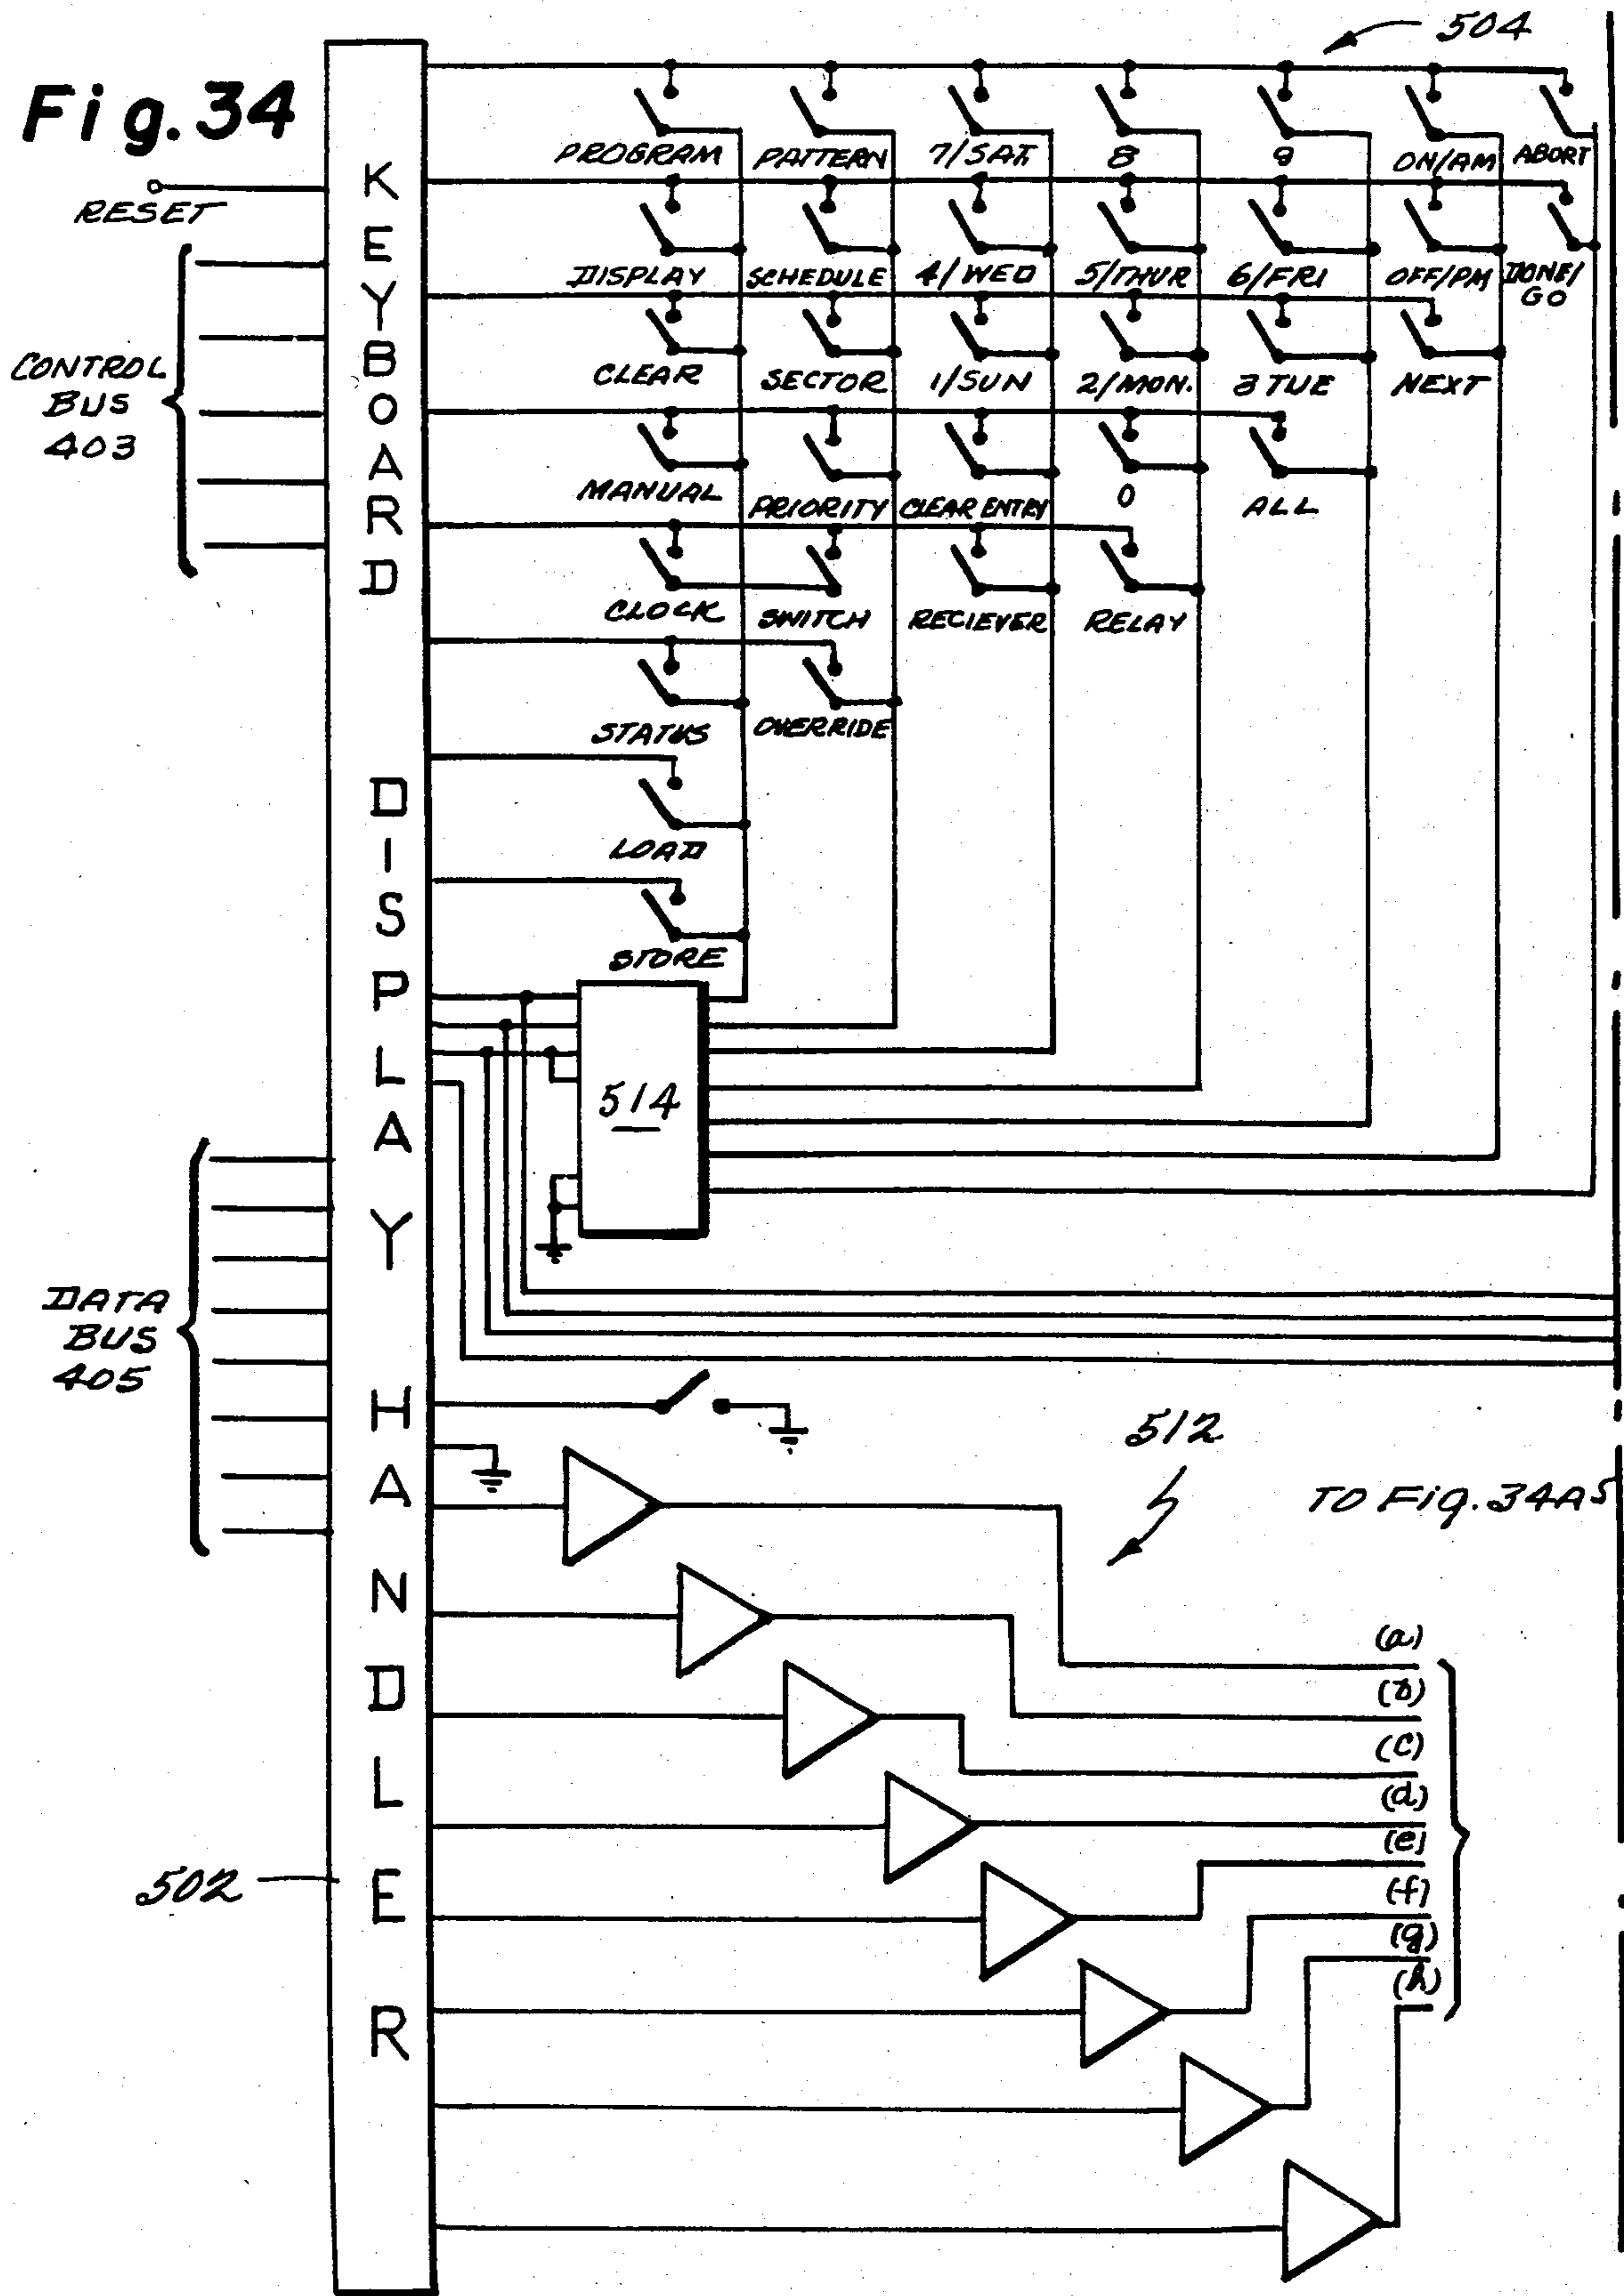 Fig. 34
504
RESET
CONTROL
BUS
403
KEYBOARD DISPLAY HANDLER
PROGRAM PATTERN 7/SAT. 8 9 ON/AM ABORT
DISPLAY SCHEDULE 4/WED 5/THUR 6/FRI OFF/PM DONE/
GO
CLEAR SECTOR 1/SUN 2/MON. 3 TUE NEXT
MANUAL PRIORITY CLEAR ENTRY 0 ALL
CLOCK SWITCH RECIEVER RELAY
STATUS OVERRIDE
LOAD
STORE
514
DATA
BUS
405
512
TO Fig. 34A
(a)
(b)
(c)
(d)
(e)
(f)
(g)
(h)
502